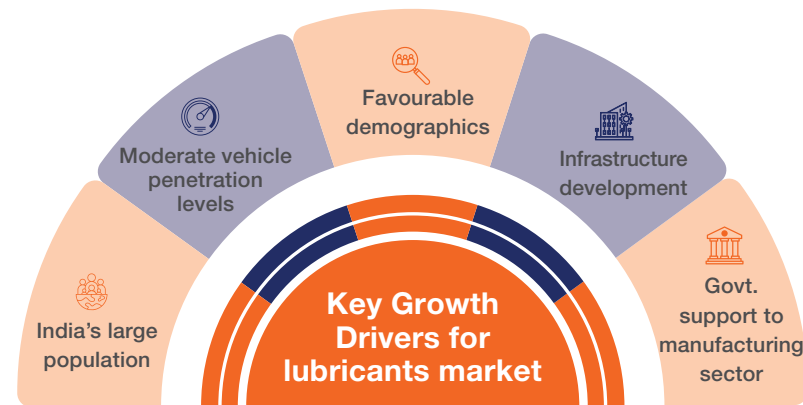 India's large
population
Moderate vehicle
penetration
levels
Favourable
demographics
Infrastructure
development
Govt.
support to
manufacturing
sector
Key Growth
Drivers for
lubricants market